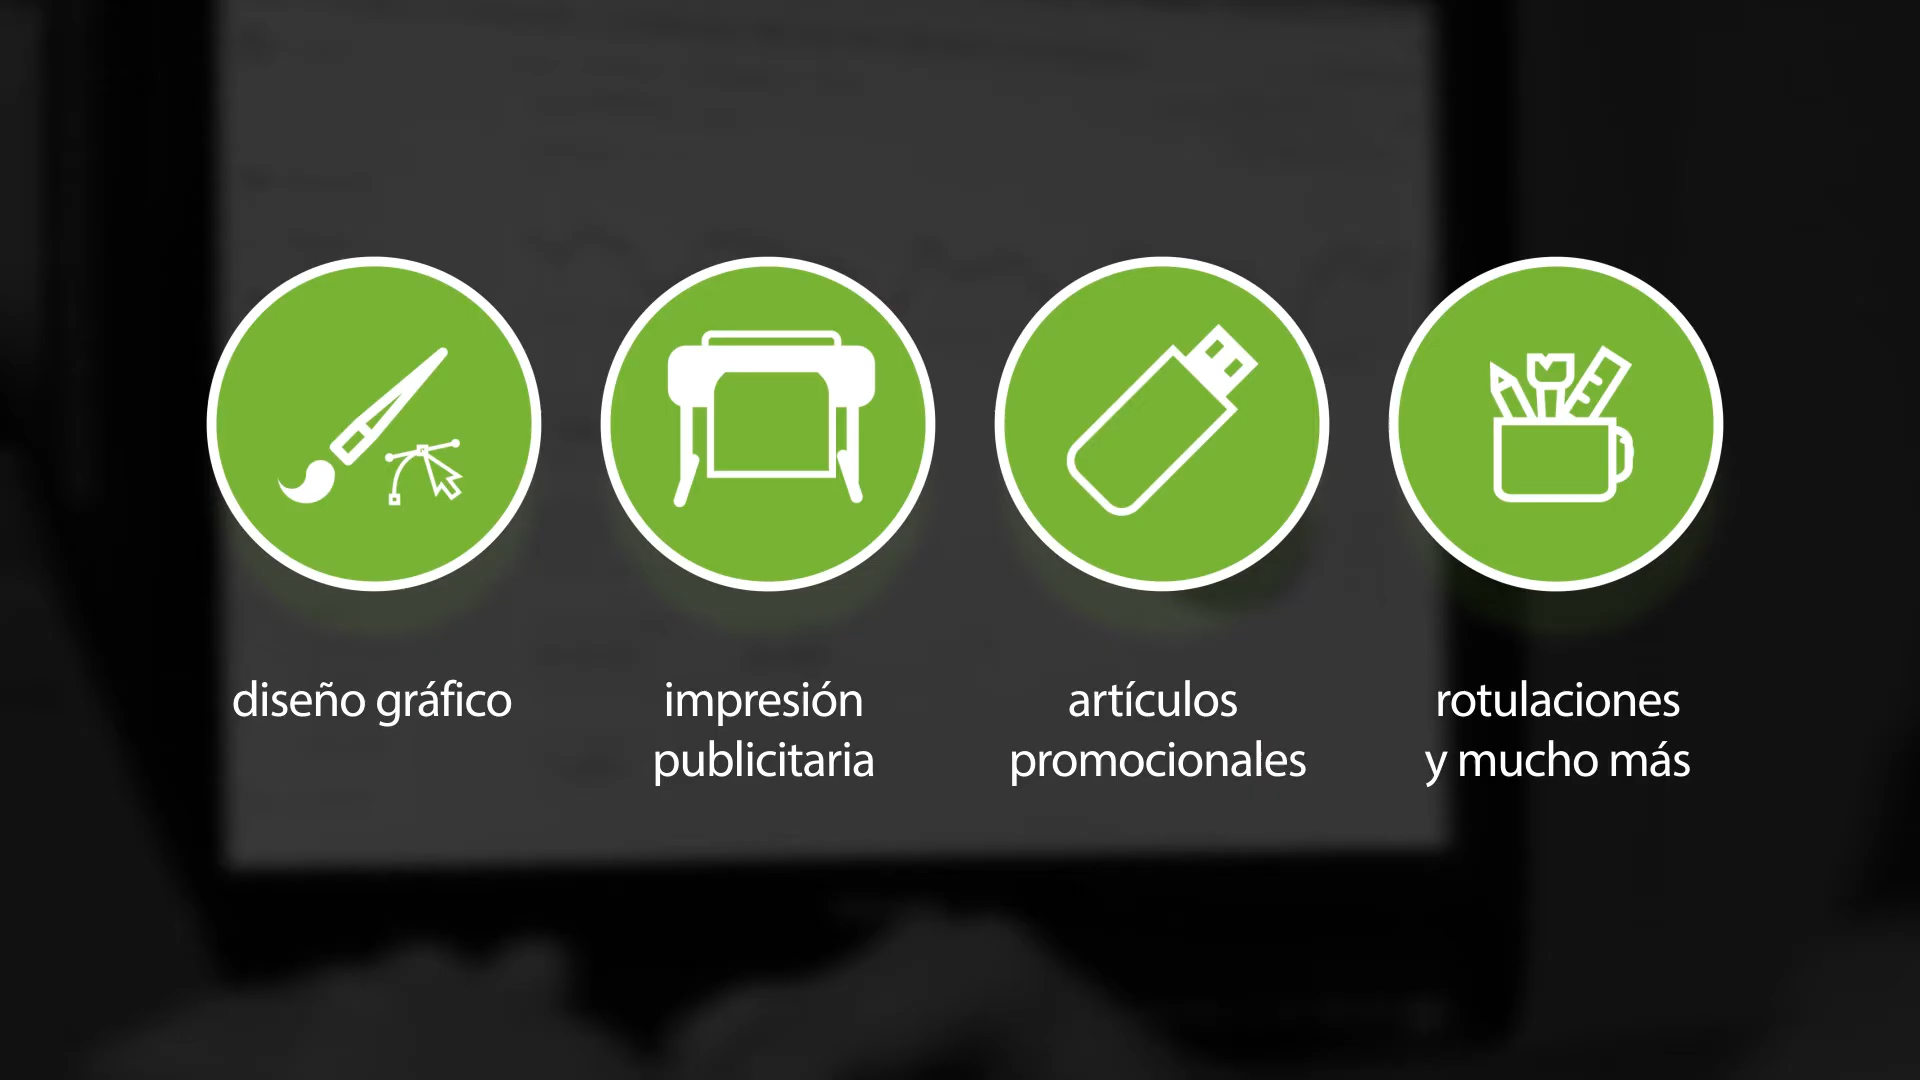 diseño gráfico
impresión
publicitaria
artículos
promocionales
rotulaciones
y mucho más